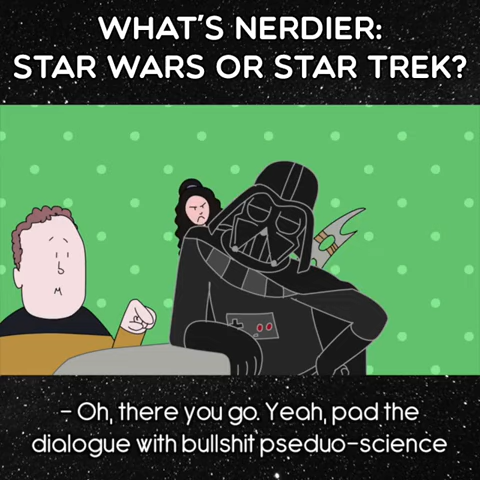 WHAT'S NERDIER:
STAR WARS OR STAR TREK?
- Oh, there you go. Yeah, pad the
dialogue with bullshit pseduo-science